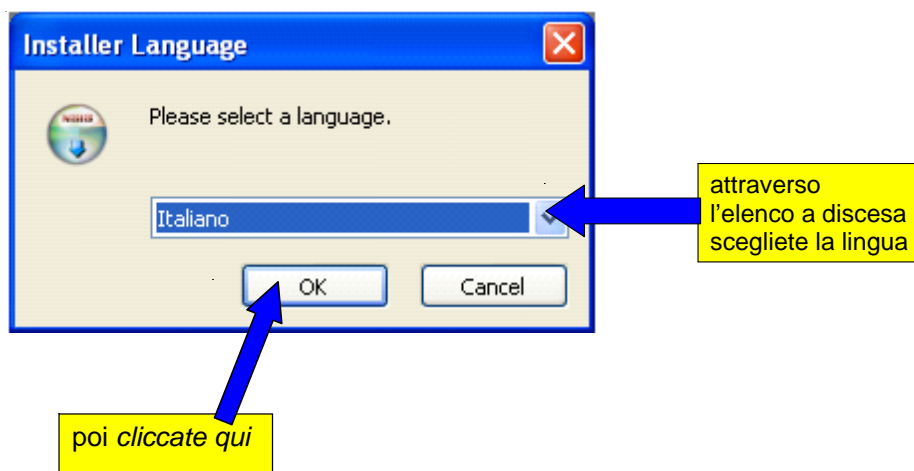 Installer Language
Please select a language.
Italiano
attraverso
l'elenco a discesa
scegliete la lingua
OK
Cancel
poi cliccate qui